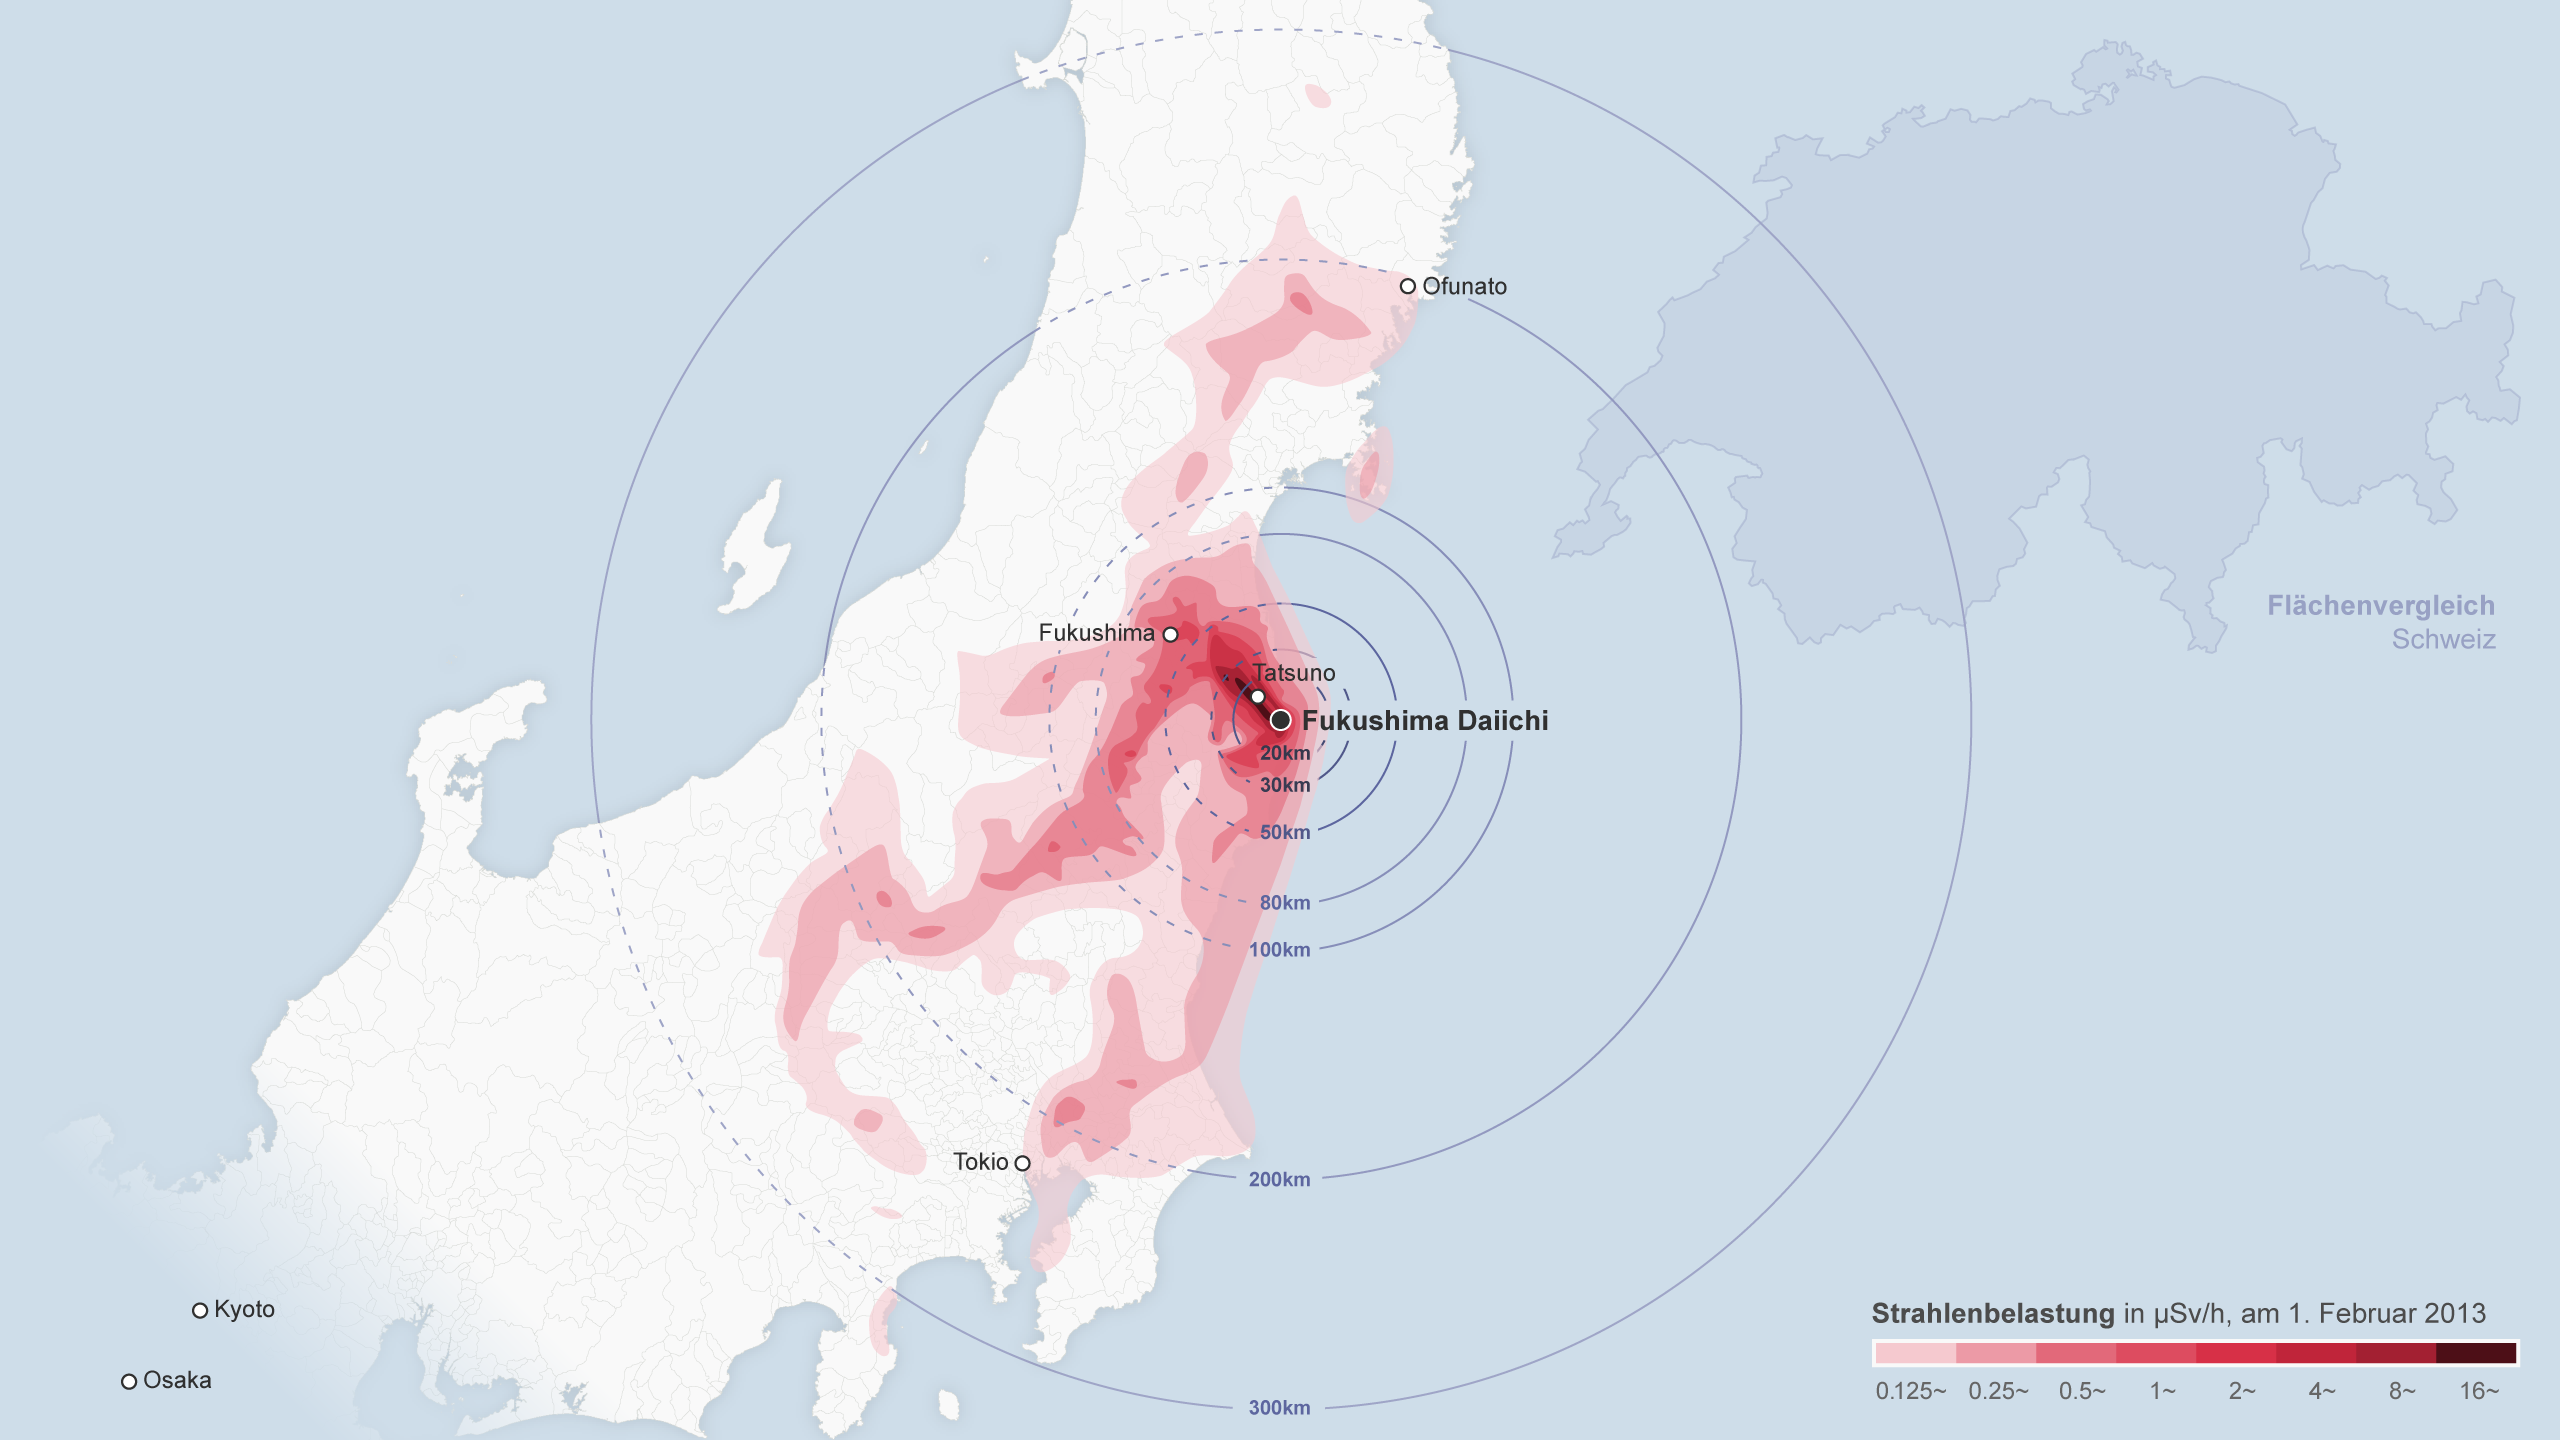 Ofunato
Flächenvergleich
Schweiz
Fukushima
Tatsuno
Fukushima Daiichi
20km
30km
50km
80km
100km
Tokio
200km
Kyoto
Osaka
300km
Strahlenbelastung in µSv/h, am 1. Februar 2013
0.125~ 0.25~ 0.5~ 1~ 2~ 4~ 8~ 16~